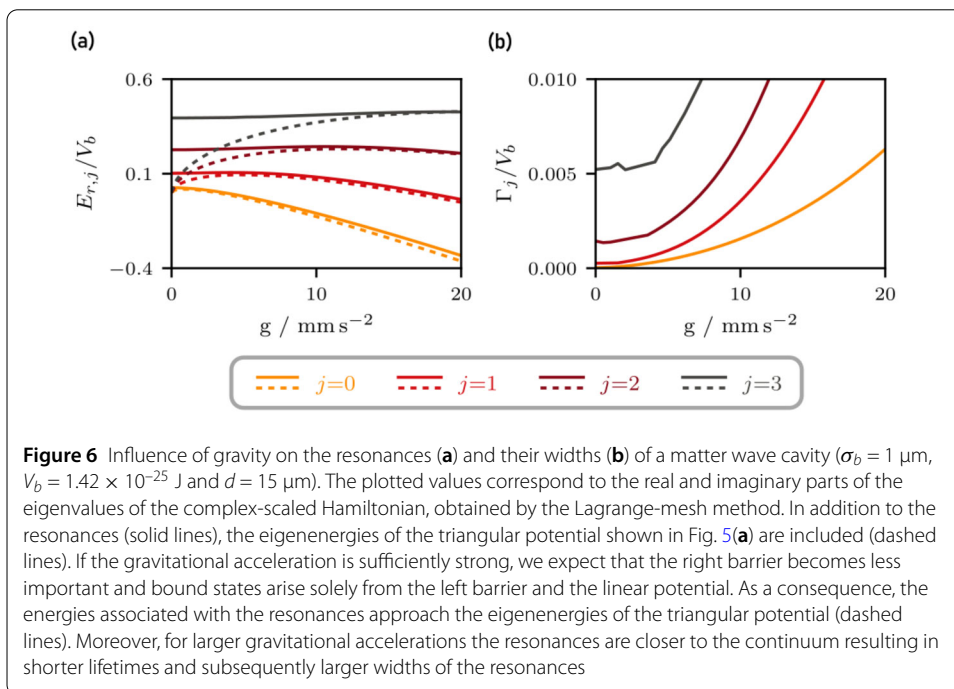 (a)
(b)
0.6
0.1
−0.4
E_{r,j}/V_b
0
10
20
g / mm s⁻²
0.010
0.005
0.000
Γ_j/V_b
0
10
20
g / mm s⁻²
j=0
j=1
j=2
j=3
Figure 6 Influence of gravity on the resonances (a) and their widths (b) of a matter wave cavity (σ_b = 1 μm,
V_b = 1.42 × 10⁻²⁵ J and d = 15 μm). The plotted values correspond to the real and imaginary parts of the
eigenvalues of the complex-scaled Hamiltonian, obtained by the Lagrange-mesh method. In addition to the
resonances (solid lines), the eigenenergies of the triangular potential shown in Fig. 5(a) are included (dashed
lines). If the gravitational acceleration is sufficiently strong, we expect that the right barrier becomes less
important and bound states arise solely from the left barrier and the linear potential. As a consequence, the
energies associated with the resonances approach the eigenenergies of the triangular potential (dashed
lines). Moreover, for larger gravitational accelerations the resonances are closer to the continuum resulting in
shorter lifetimes and subsequently larger widths of the resonances